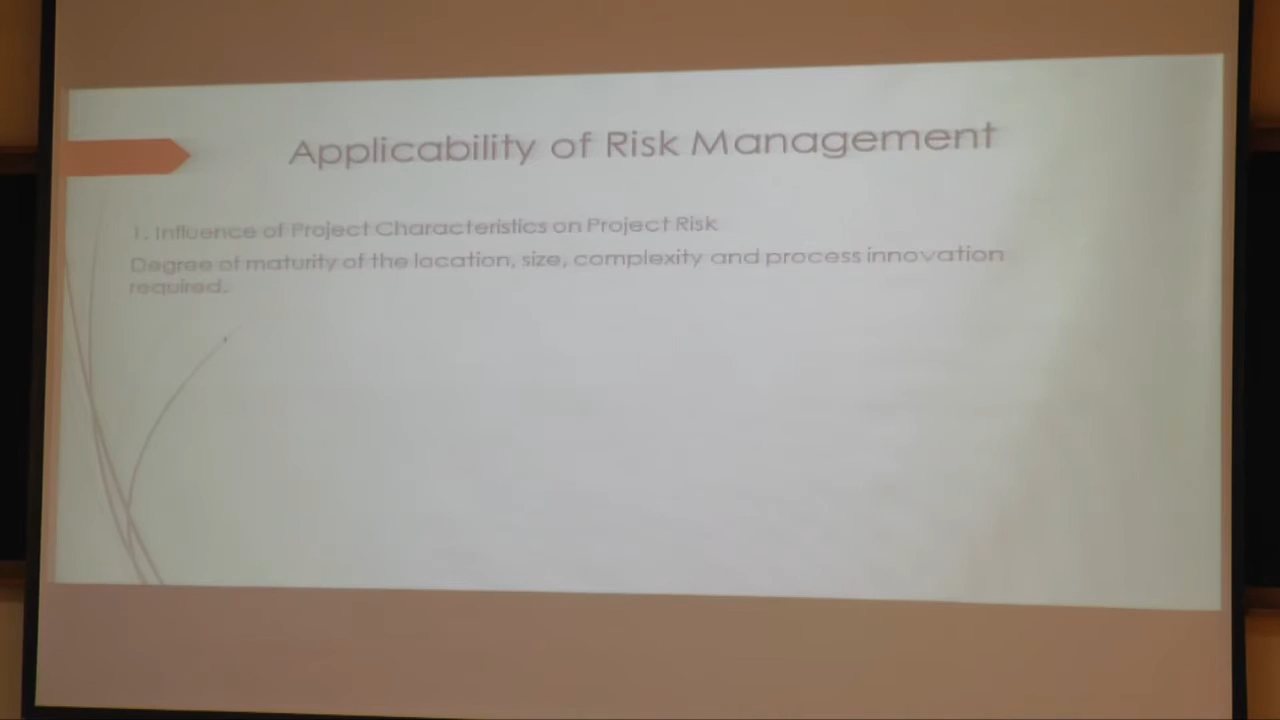 Applicability of Risk Management
1. Influence of Project Characteristics on Project Risk
Degree of maturity of the location, size, complexity and process innovation
required.